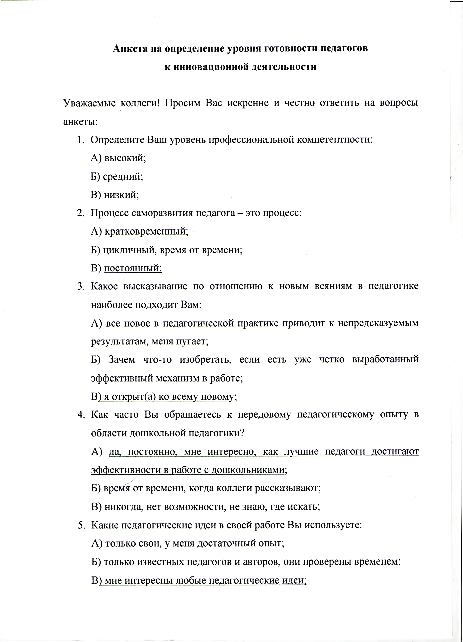 Анкета на определение уровня готовности педагогов
к инновационной деятельности
Уважаемые коллеги! Просим Вас искренне и честно ответить на вопросы
анкеты:
1. Определите Ваш уровень профессиональной компетентности:
А) высокий;
Б) средний;
В) низкий;
2. Процесс саморазвития педагога – это процесс:
А) кратковременный;
Б) цикличный, время от времени;
В) постоянный;
3. Какое высказывание по отношению к новым веяниям в педагогике
наиболее подходит Вам:
А) все новое в педагогической практике приводит к непредсказуемым
результатам, меня пугает;
Б) Зачем что-то изобретать, если есть уже четко выработанный
эффективный механизм в работе;
В) я открыт(а) ко всему новому;
4. Как часто Вы обращаетесь к передовому педагогическому опыту в
области дошкольной педагогики?
А) да, постоянно, мне интересно, как лучшие педагоги достигают
эффективности в работе с дошкольниками;
Б) время от времени, когда коллеги рассказывают;
В) никогда, нет возможности, не знаю, где искать;
5. Какие педагогические идеи в своей работе Вы используете:
А) только свои, у меня достаточный опыт;
Б) только известных педагогов и авторов, они проверены временем;
В) мне интересны любые педагогические идеи;